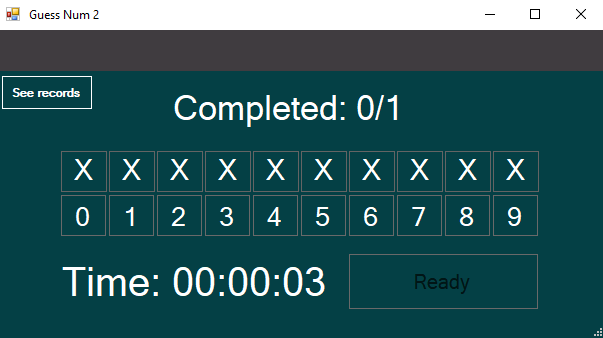 Guess Num 2
See records
Completed: 0/1
X X X X X X X X X X
0 1 2 3 4 5 6 7 8 9
Time: 00:00:03
Ready